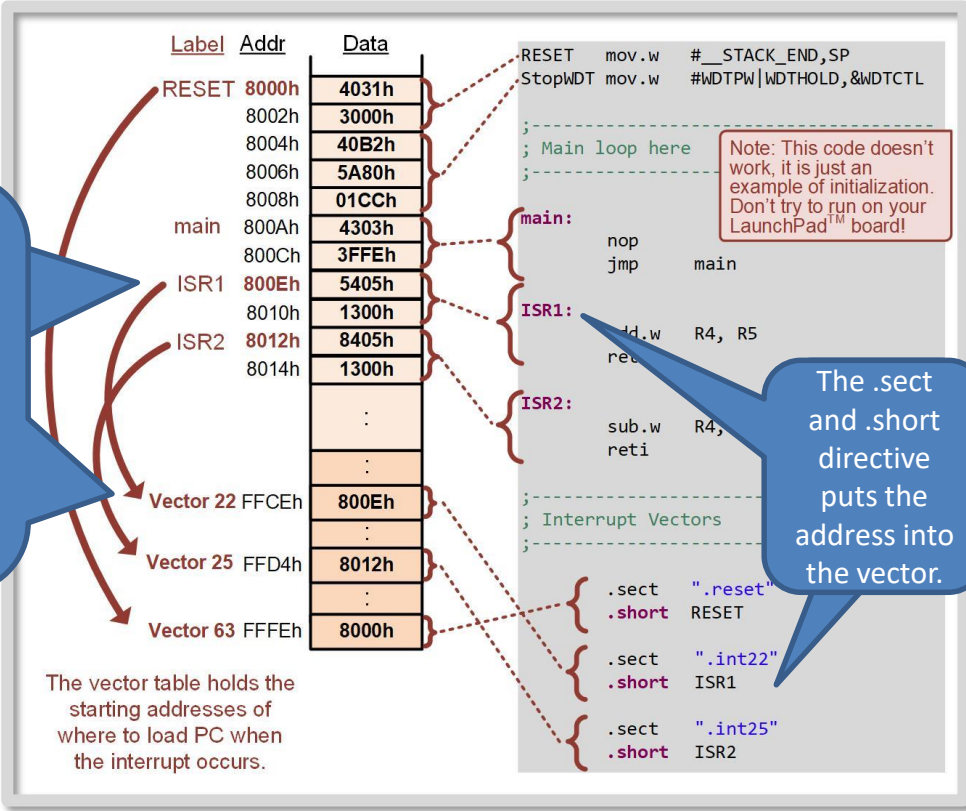 Label Addr Data
RESET 8000h 4031h
8002h 3000h
8004h 40B2h
8006h 5A80h
8008h 01CCh
main 800Ah 4303h
800Ch 3FFEh
ISR1 800Eh 5405h
8010h 1300h
ISR2 8012h 8405h
8014h 1300h
:
:
Vector 22 FFCEh 800Eh
:
Vector 25 FFD4h 8012h
:
Vector 63 FFFEh 8000h
The vector table holds the
starting addresses of
where to load PC when
the interrupt occurs.
RESET mov.w #__STACK_END,SP
StopWDT mov.w #WDTPW|WDTHOLD,&WDTCTL
;-----------------------------------
; Main loop here
;-----------
Note: This code doesn't
work, it is just an
example of initialization.
Don't try to run on your
LaunchPad™ board!
main:
nop
jmp main
ISR1:
R4, R5
ISR2:
sub.w R4,
reti
;--------------------
; Interrupt Vectors
;--------------------
.sect ".reset"
.short RESET
.sect ".int22"
.short ISR1
.sect ".int25"
.short ISR2
The .sect
and .short
directive
puts the
address into
the vector.